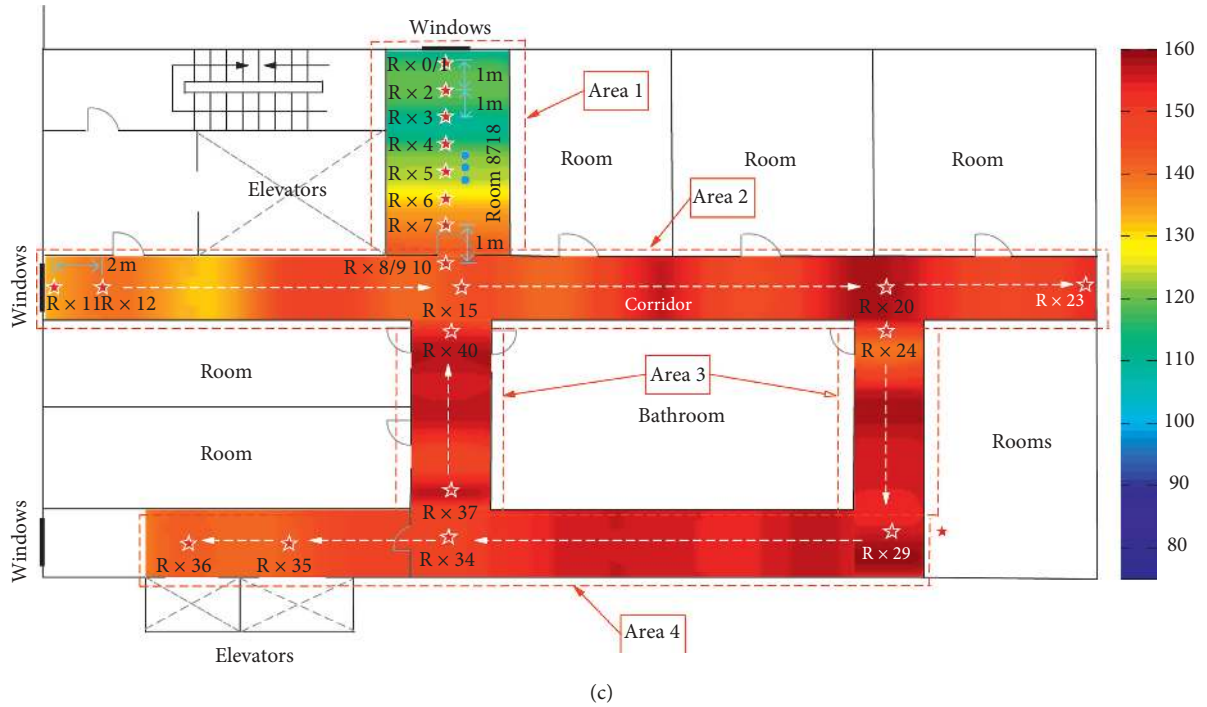 Windows
R × 0/1
1m
R × 2
1m
R × 3
R × 4
R × 5
R × 6
R × 7
1m
Room 8718
Area 1
Room
Room
Room
Elevators
Area 2
R × 8/9 10
Windows
2 m
R × 11
R × 12
R × 15
Corridor
R × 20
R × 23
R × 40
R × 24
Room
Area 3
Bathroom
Room
Rooms
R × 37
Windows
R × 36
R × 35
R × 34
R × 29
Area 4
Elevators
160
150
140
130
120
110
100
90
80
(c)